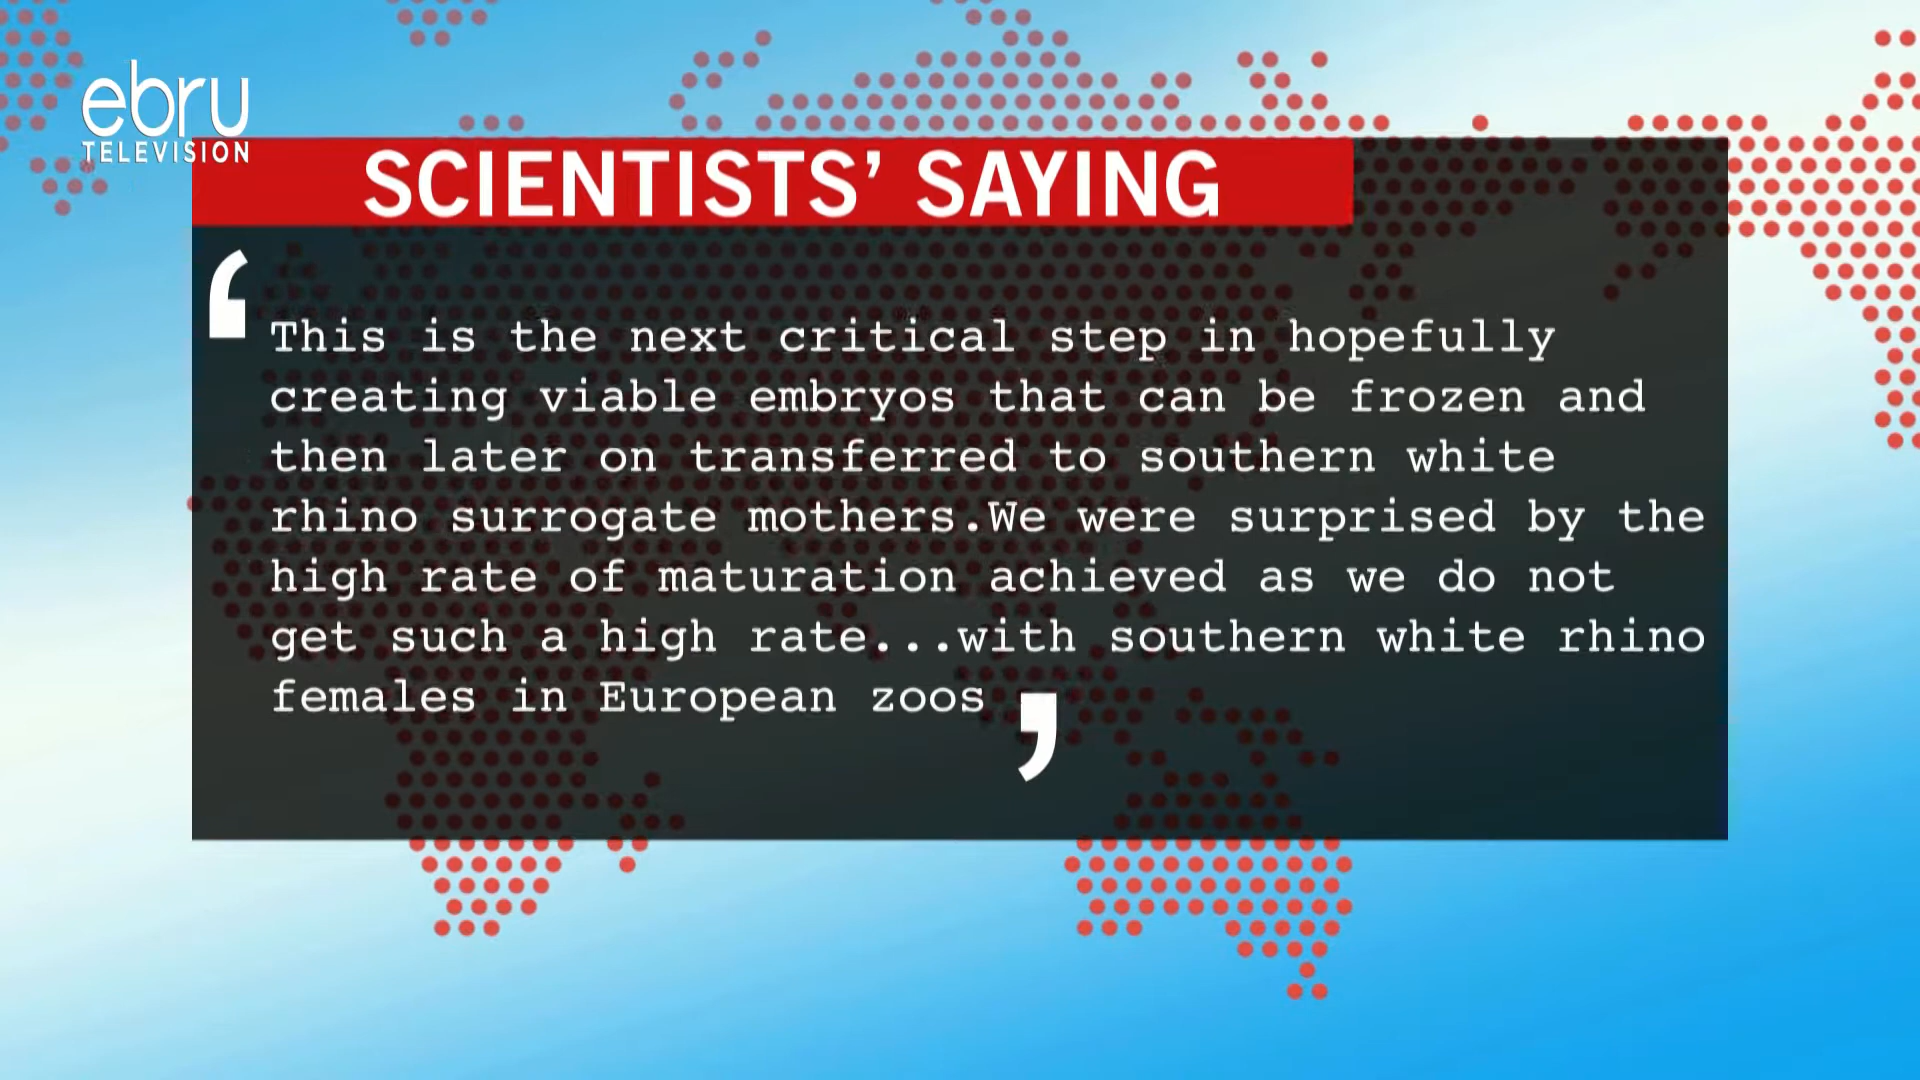 ebru
TELEVISION
SCIENTISTS’ SAYING
‘
This is the next critical step in hopefully
creating viable embryos that can be frozen and
then later on transferred to southern white
rhino surrogate mothers.We were surprised by the
high rate of maturation achieved as we do not
get such a high rate...with southern white rhino
females in European zoos ’